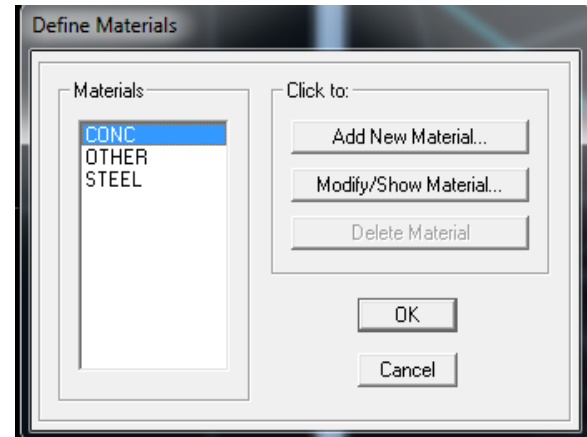 Define Materials
Materials
CONC
OTHER
STEEL
Click to:
Add New Material...
Modify/Show Material...
Delete Material
OK
Cancel